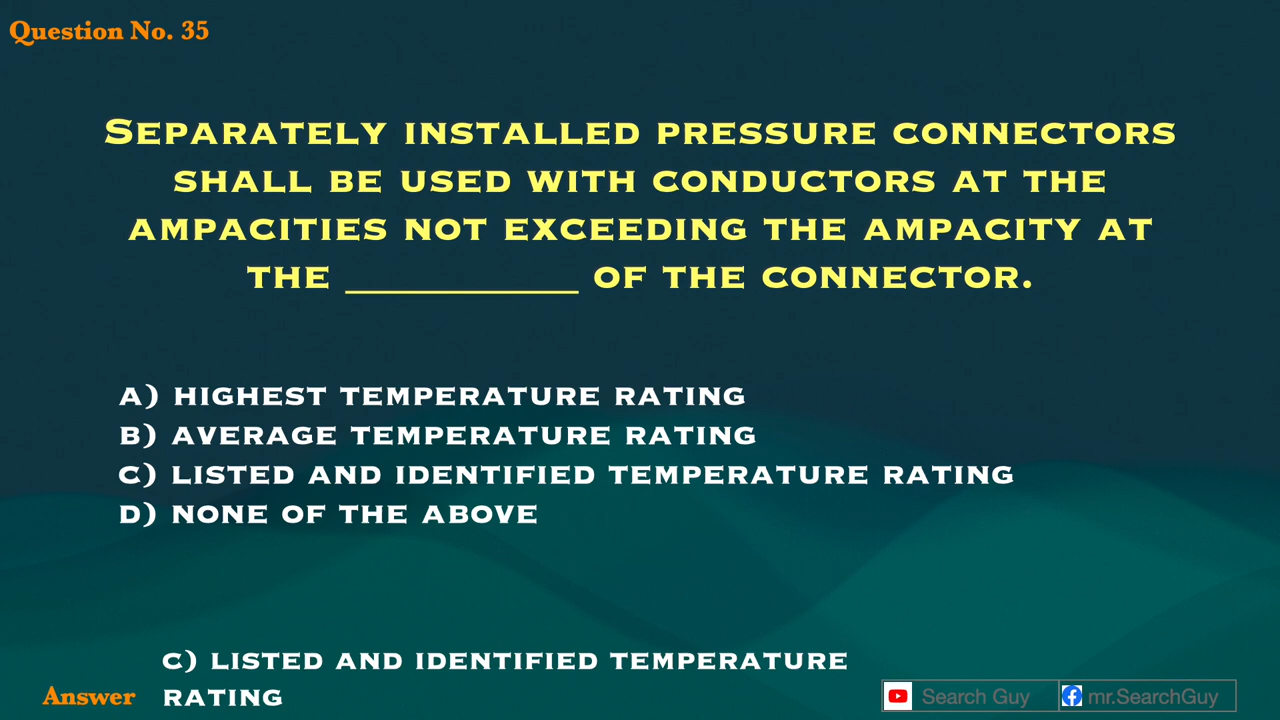 Question No. 35
Separately installed pressure connectors
shall be used with conductors at the
ampacities not exceeding the ampacity at
the ____________ of the connector.
a) highest temperature rating
b) average temperature rating
c) listed and identified temperature rating
d) none of the above
c) listed and identified temperature
Answer rating
Search Guy mr.SearchGuy